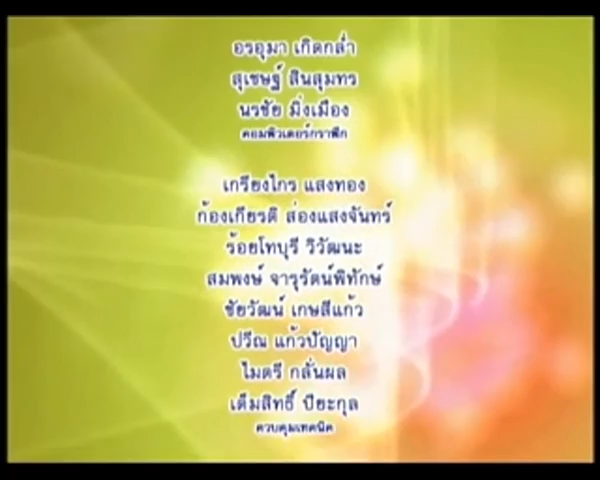 อรอุมา เกิดกล่ำ
สุเชษฐ์ สินสุมทร
นรชัย มิ่งเมือง
คอมพิวเตอร์กราฟิก
เกรียงไกร แสงทอง
ก้องเกียรติ ส่องแสงจันทร์
ร้อยโทบุรี วิวัฒนะ
สมพงษ์ จารุรัตน์พิทักษ์
ชัยวัฒน์ เกษสีแก้ว
ปรีณ แก้วปัญญา
ไมตรี กลั่นผล
เต็มสิทธิ์ ปิยะกุล
ควบคุมเทคนิค